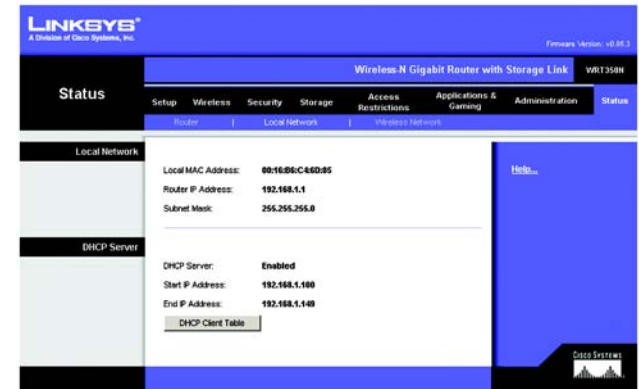 LINKSYS®
A Division of Cisco Systems, Inc.
Firmware Version: v0.05.3
Wireless-N Gigabit Router with Storage Link WRT350N
Status
Setup Wireless Security Storage Access Restrictions Applications & Gaming Administration Status
Router | Local Network | Wireless Network
Local Network
Local MAC Address: 00:16:B6:C4:6D:85
Router IP Address: 192.168.1.1
Subnet Mask: 255.255.255.0
Help...
DHCP Server
DHCP Server: Enabled
Start IP Address: 192.168.1.100
End IP Address: 192.168.1.149
DHCP Client Table
CISCO SYSTEMS